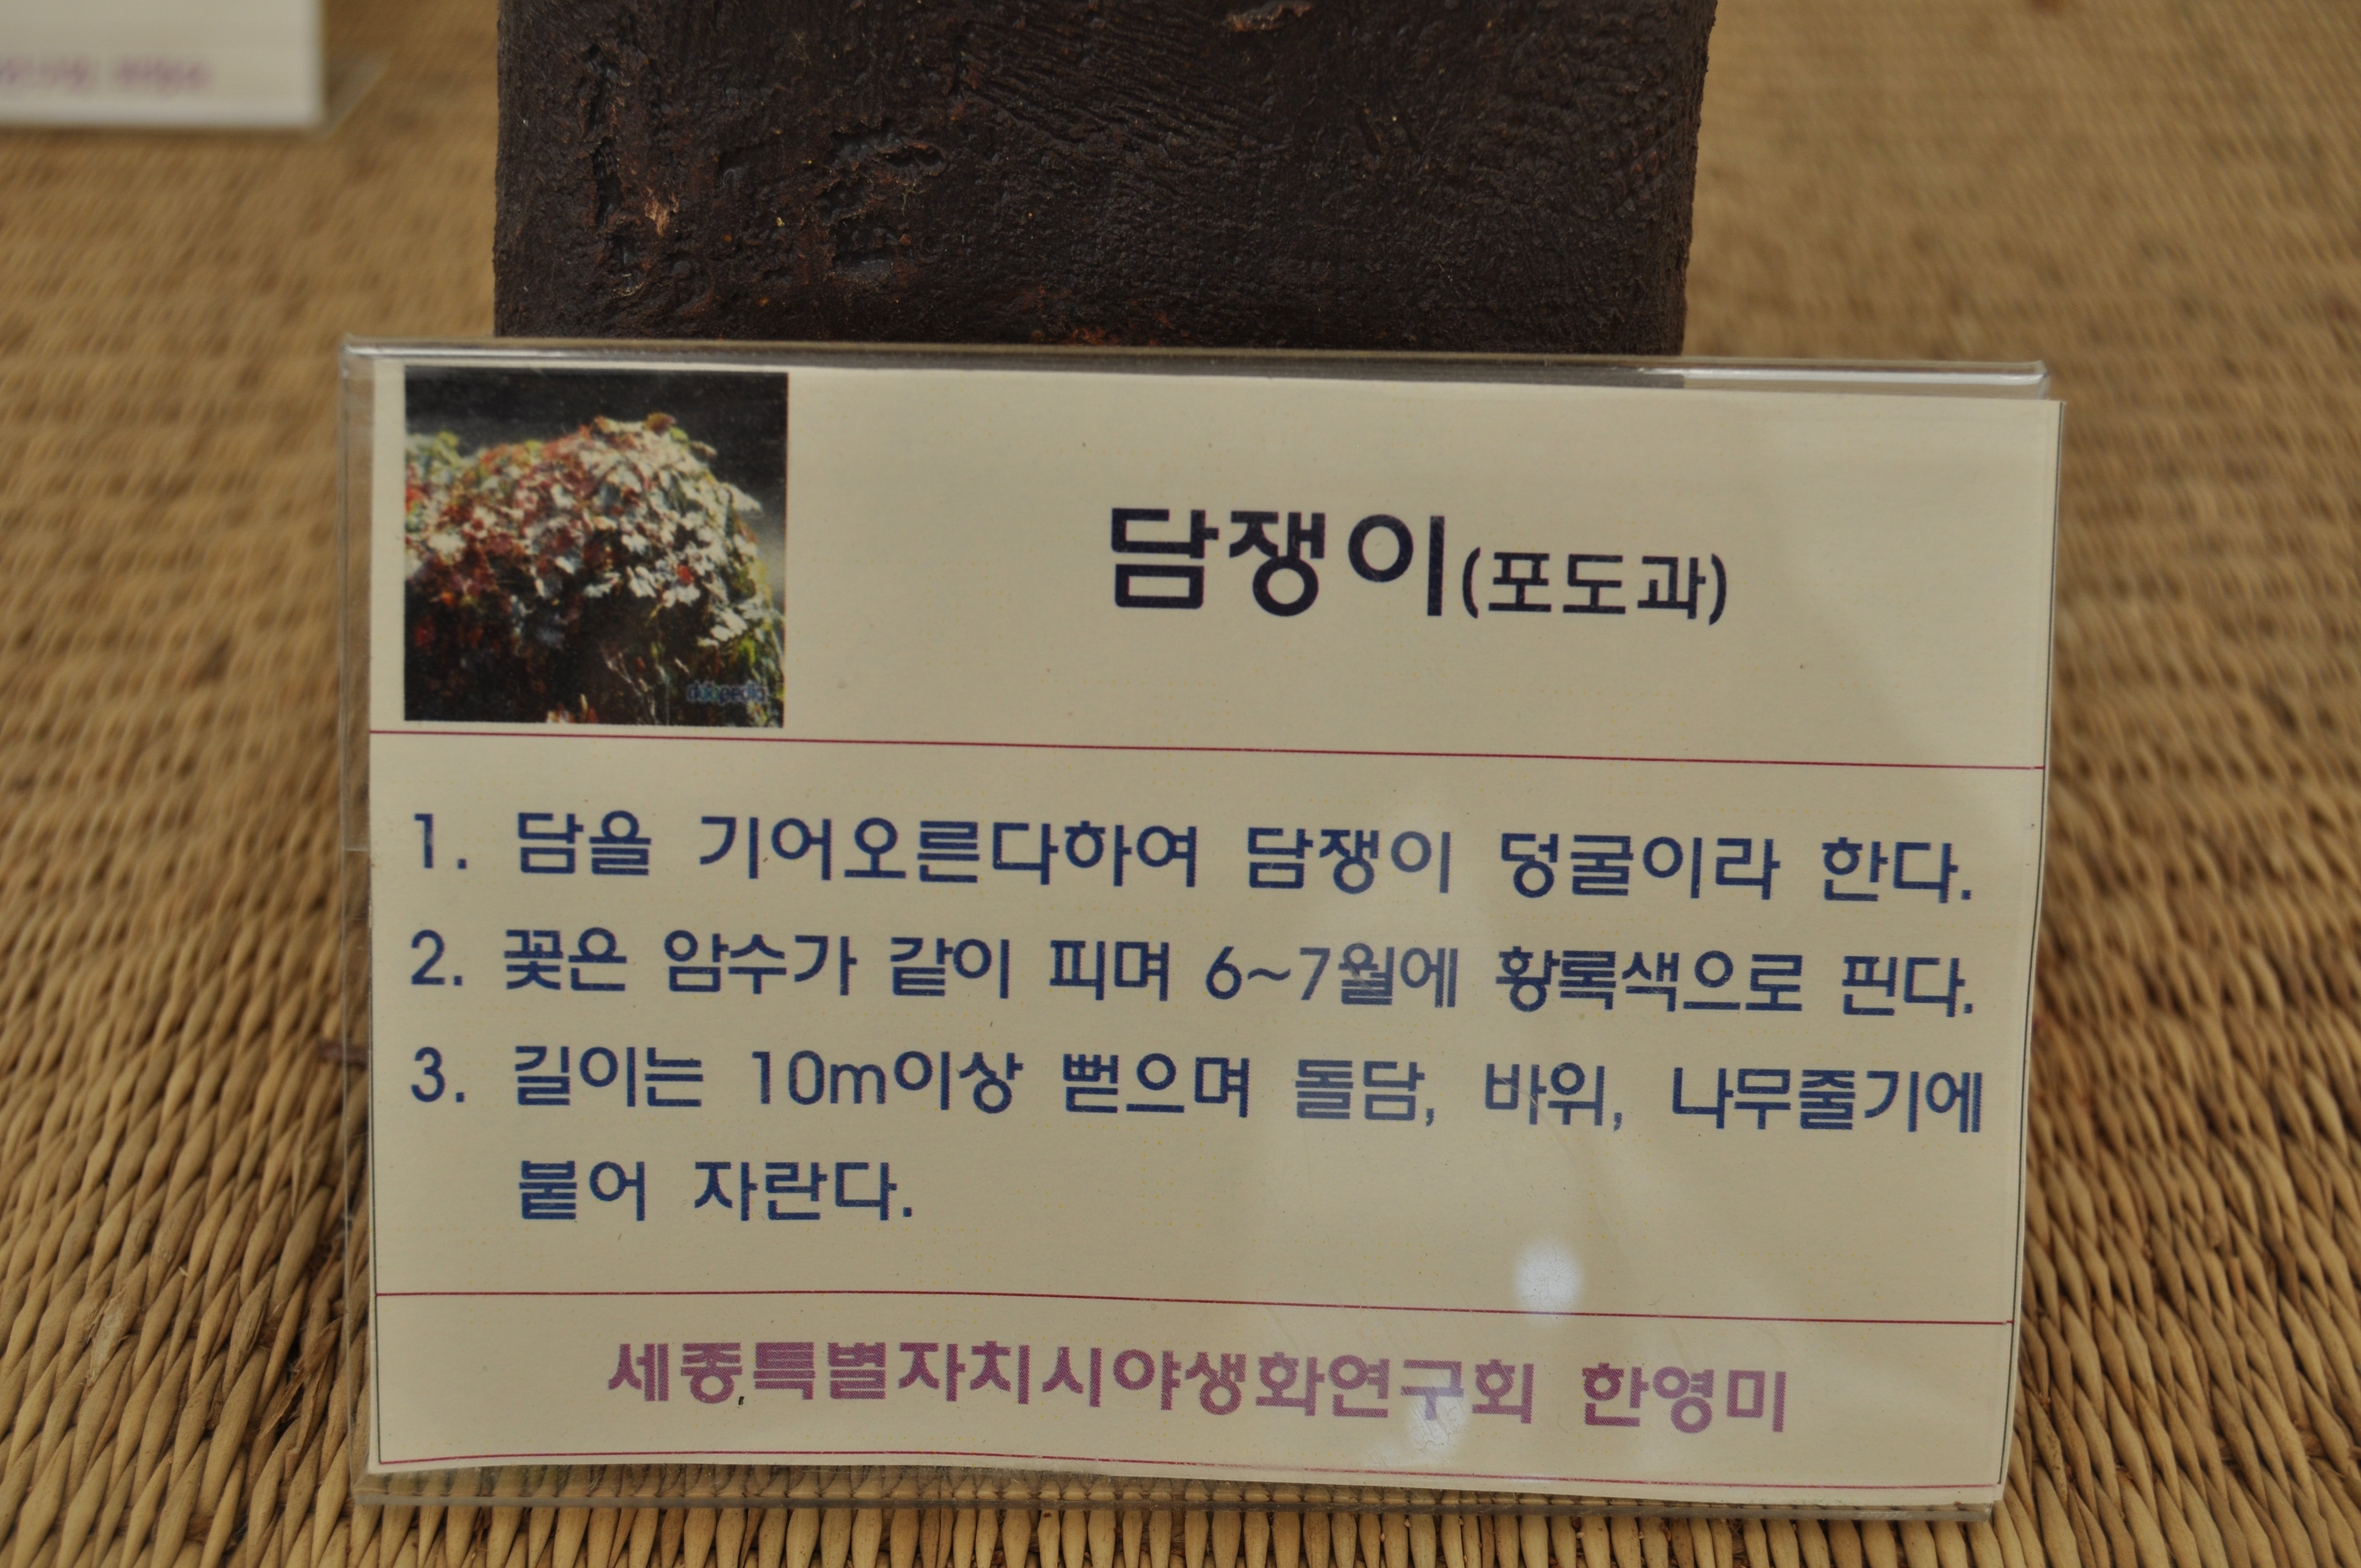 담쟁이(포도과)
1. 담을 기어오른다하여 담쟁이 덩굴이라 한다.
2. 꽃은 암수가 같이 피며 6~7월에 황록색으로 핀다.
3. 길이는 10m이상 뻗으며 돌담, 바위, 나무줄기에
붙어 자란다.
세종특별자치시야생화연구회 한영미